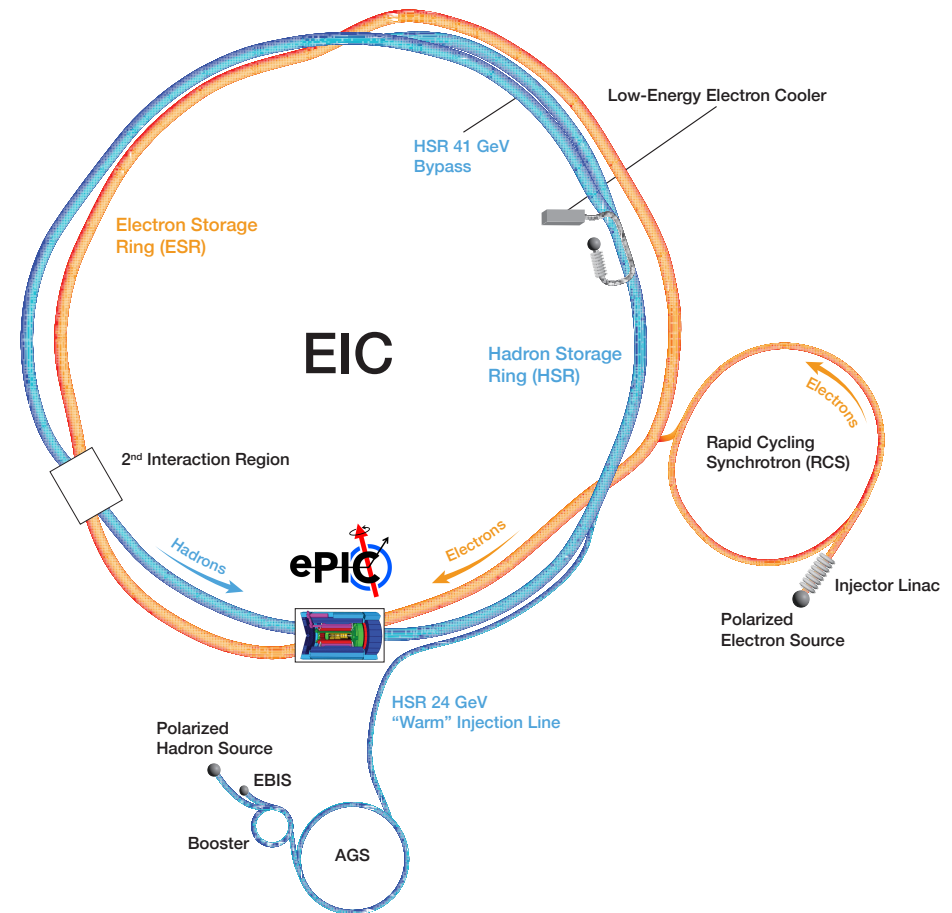 Low-Energy Electron Cooler
HSR 41 GeV
Bypass
Electron Storage
Ring (ESR)
EIC
Hadron Storage
Ring (HSR)
Electrons
Rapid Cycling
Synchrotron (RCS)
2nd Interaction Region
Hadrons
ePIC
Electrons
Injector Linac
Polarized
Electron Source
HSR 24 GeV
“Warm” Injection Line
Polarized
Hadron Source
EBIS
Booster
AGS